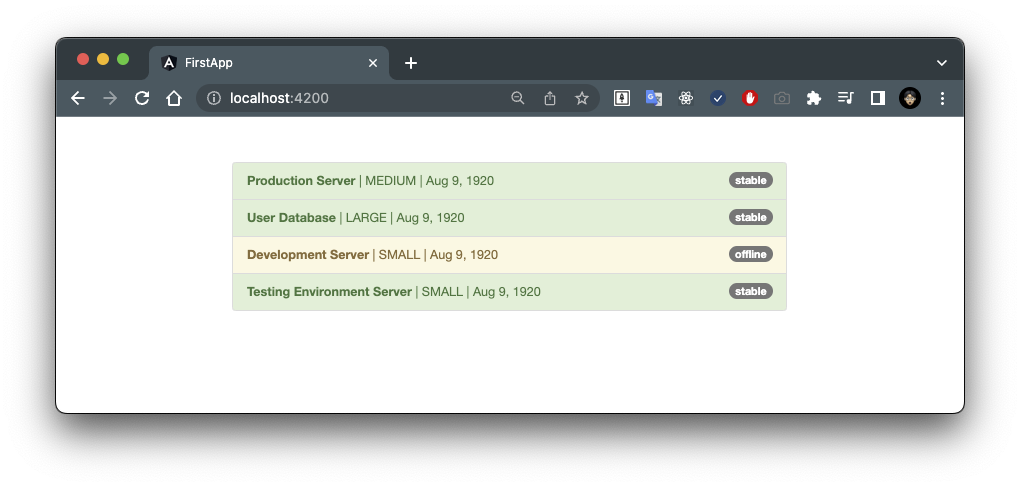 FirstApp
localhost:4200
Production Server | MEDIUM | Aug 9, 1920 stable
User Database | LARGE | Aug 9, 1920 stable
Development Server | SMALL | Aug 9, 1920 offline
Testing Environment Server | SMALL | Aug 9, 1920 stable